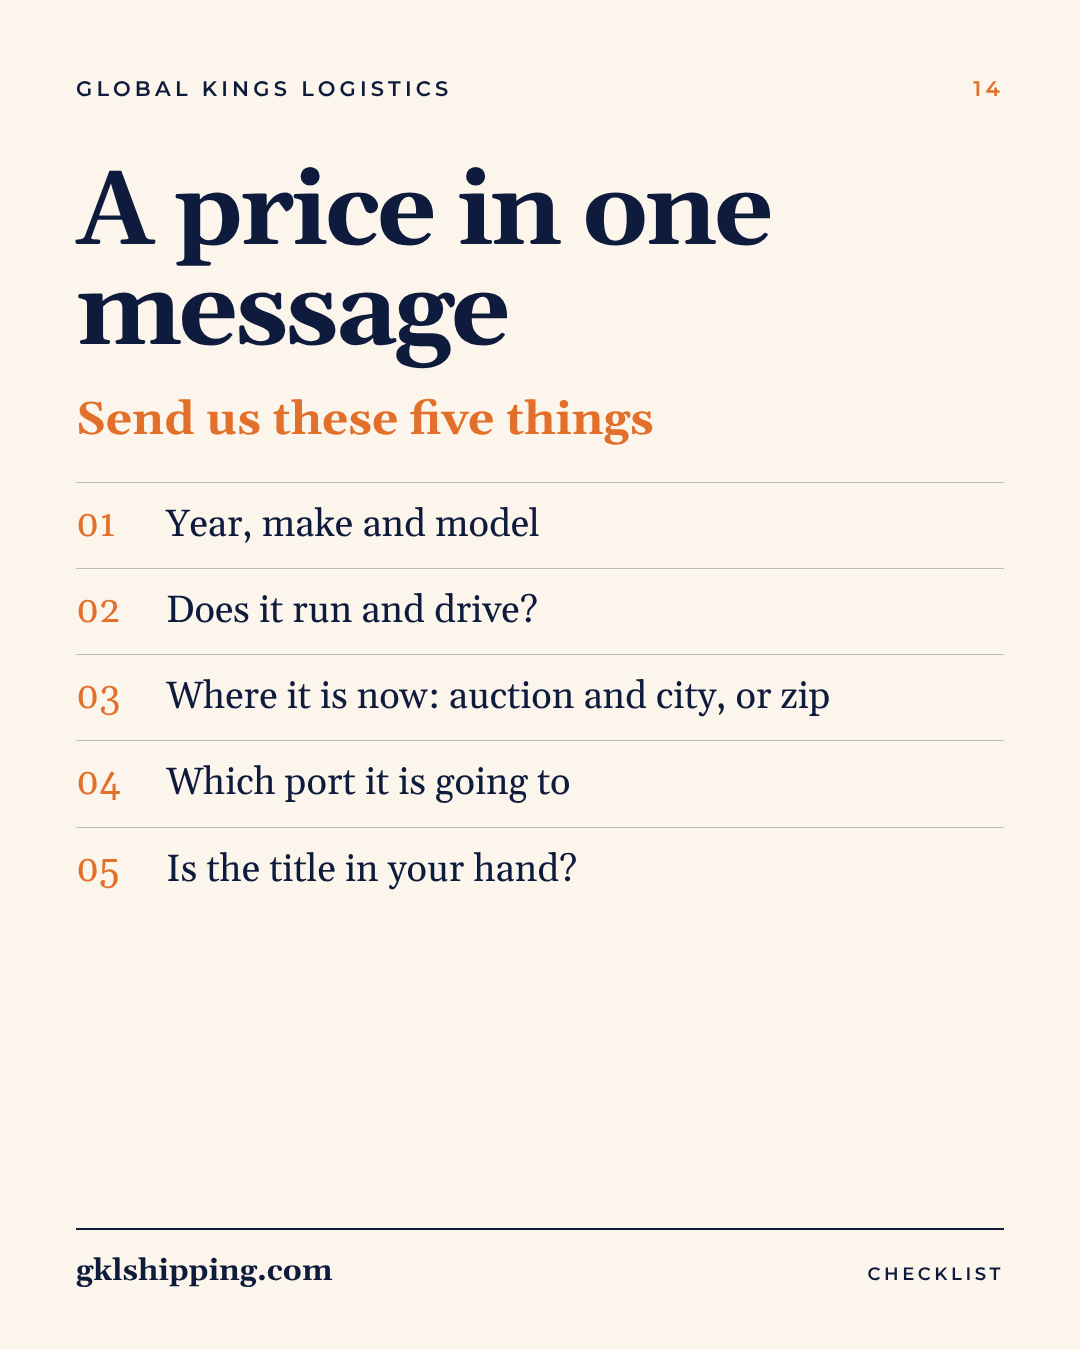 GLOBAL KINGS LOGISTICS
14
A price in one
message
Send us these five things
01 Year, make and model
02 Does it run and drive?
03 Where it is now: auction and city, or zip
04 Which port it is going to
05 Is the title in your hand?
gklshipping.com
CHECKLIST